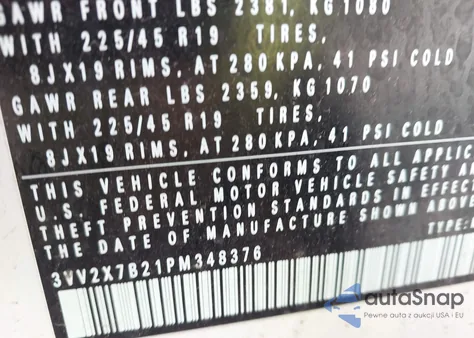 GAWR FRONT LBS 2381, KG 1080
WITH 225/45 R19 TIRES,
8JX19 RIMS, AT 280 KPA, 41 PSI COLD
GAWR REAR LBS 2359, KG 1070
WITH 225/45 R19 TIRES,
8JX19 RIMS, AT 280 KPA, 41 PSI COLD
THIS VEHICLE CONFORMS TO ALL APPLIC
U.S. FEDERAL MOTOR VEHICLE SAFETY A
THEFT PREVENTION STANDARDS IN EFFEC
THE DATE OF MANUFACTURE SHOWN ABOV
3VV2X7B21PM348376 TYPE:
autaSnap
Pewne auta z aukcji USA i EU